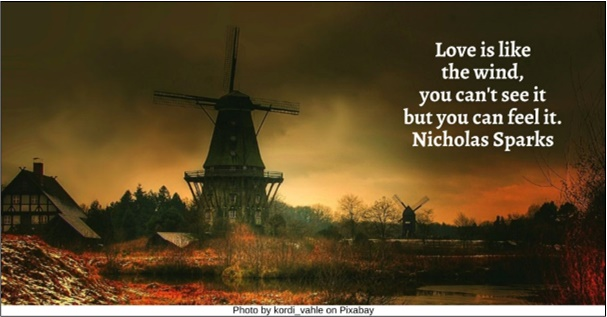 Love is like
the wind,
you can't see it
but you can feel it.
Nicholas Sparks
Photo by kordi_vahle on Pixabay